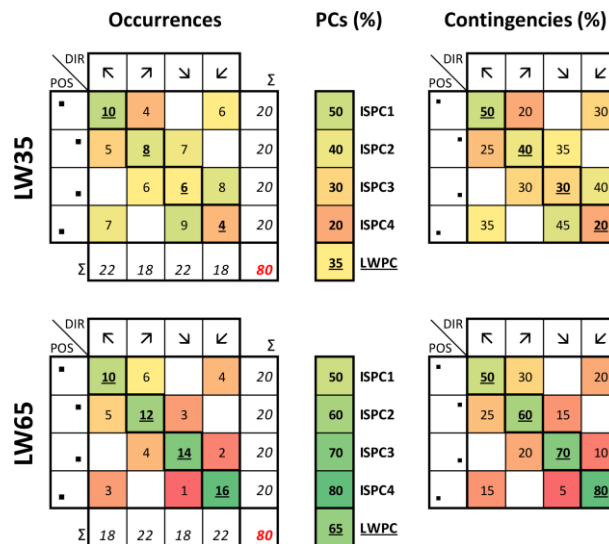 Occurrences PCs (%) Contingencies (%)
LW35
DIR
POS
↖ ↗ ↘ ↙ Σ
10 4 6 20
5 8 7 20
6 6 8 20
7 9 4 20
Σ 22 18 22 18 80
50 ISPC1
40 ISPC2
30 ISPC3
20 ISPC4
35 LWPC
DIR
POS
↖ ↗ ↘ ↙
50 20 30
25 40 35
30 30 40
35 45 20
LW65
DIR
POS
↖ ↗ ↘ ↙ Σ
10 6 4 20
5 12 3 20
4 14 2 20
3 1 16 20
Σ 18 22 18 22 80
50 ISPC1
60 ISPC2
70 ISPC3
80 ISPC4
65 LWPC
DIR
POS
↖ ↗ ↘ ↙
50 30 20
25 60 15
20 70 10
15 5 80